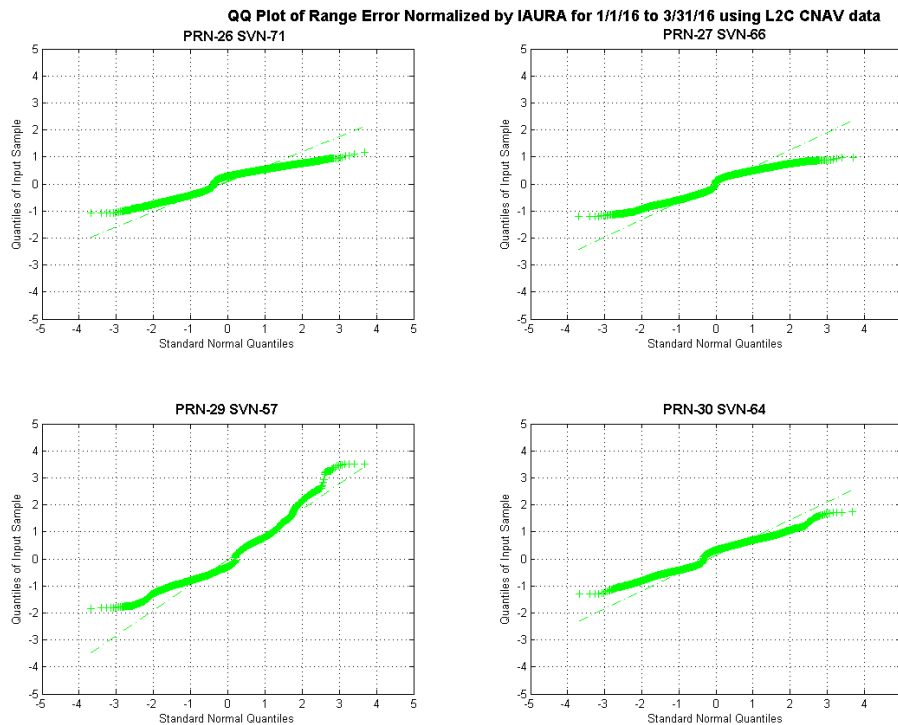 QQ Plot of Range Error Normalized by IAURA for 1/1/16 to 3/31/16 using L2C CNAV data
PRN-26 SVN-71
5
4
3
2
1
0
-1
-2
-3
-4
-5
Quantiles of Input Sample
-5 -4 -3 -2 -1 0 1 2 3 4 5
Standard Normal Quantiles
PRN-27 SVN-66
5
4
3
2
1
0
-1
-2
-3
-4
-5
Quantiles of Input Sample
-5 -4 -3 -2 -1 0 1 2 3 4
Standard Normal Quantiles
PRN-29 SVN-57
5
4
3
2
1
0
-1
-2
-3
-4
-5
Quantiles of Input Sample
-5 -4 -3 -2 -1 0 1 2 3 4 5
Standard Normal Quantiles
PRN-30 SVN-64
5
4
3
2
1
0
-1
-2
-3
-4
-5
Quantiles of Input Sample
-5 -4 -3 -2 -1 0 1 2 3 4
Standard Normal Quantiles